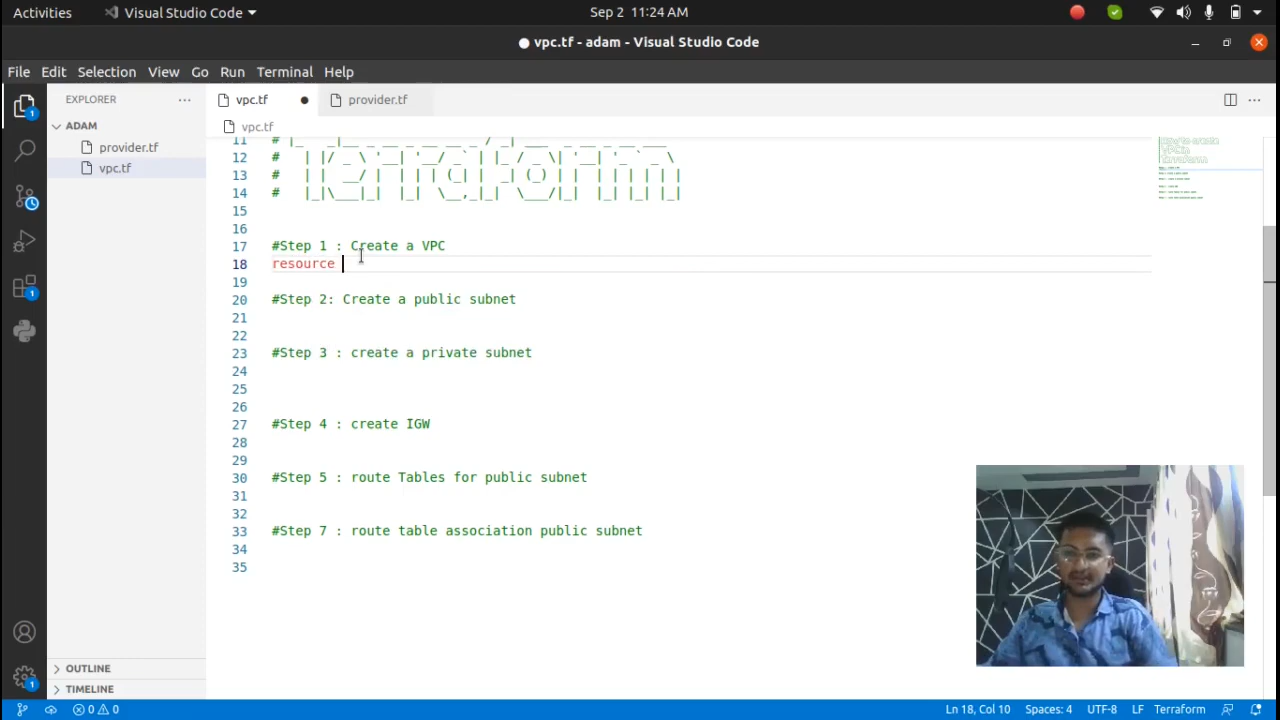 Activities
Visual Studio Code
Sep 2 11:24 AM
vpc.tf - adam - Visual Studio Code
File Edit Selection View Go Run Terminal Help
EXPLORER
vpc.tf
provider.tf
ADAM
vpc.tf
provider.tf
vpc.tf
11
12
13
14
15
16
17 #Step 1 : Create a VPC
18 resource
19
20 #Step 2: Create a public subnet
21
22
23 #Step 3 : create a private subnet
24
25
26
27 #Step 4 : create IGW
28
29
30 #Step 5 : route Tables for public subnet
31
32
33 #Step 7 : route table association public subnet
34
35
OUTLINE
TIMELINE
0 0
Ln 18, Col 10 Spaces: 4 UTF-8 LF Terraform